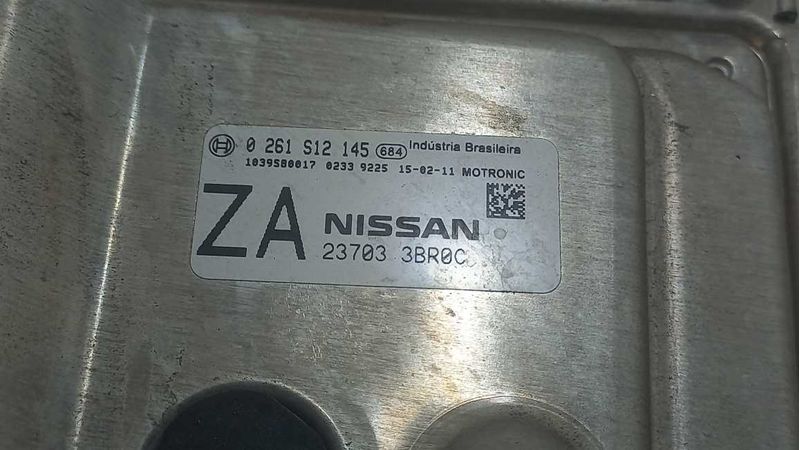 0 261 S12 145 684 Indústria Brasileira
1039S80017 0233 9225 15-02-11 MOTRONIC
ZA NISSAN
23703 3BR0C